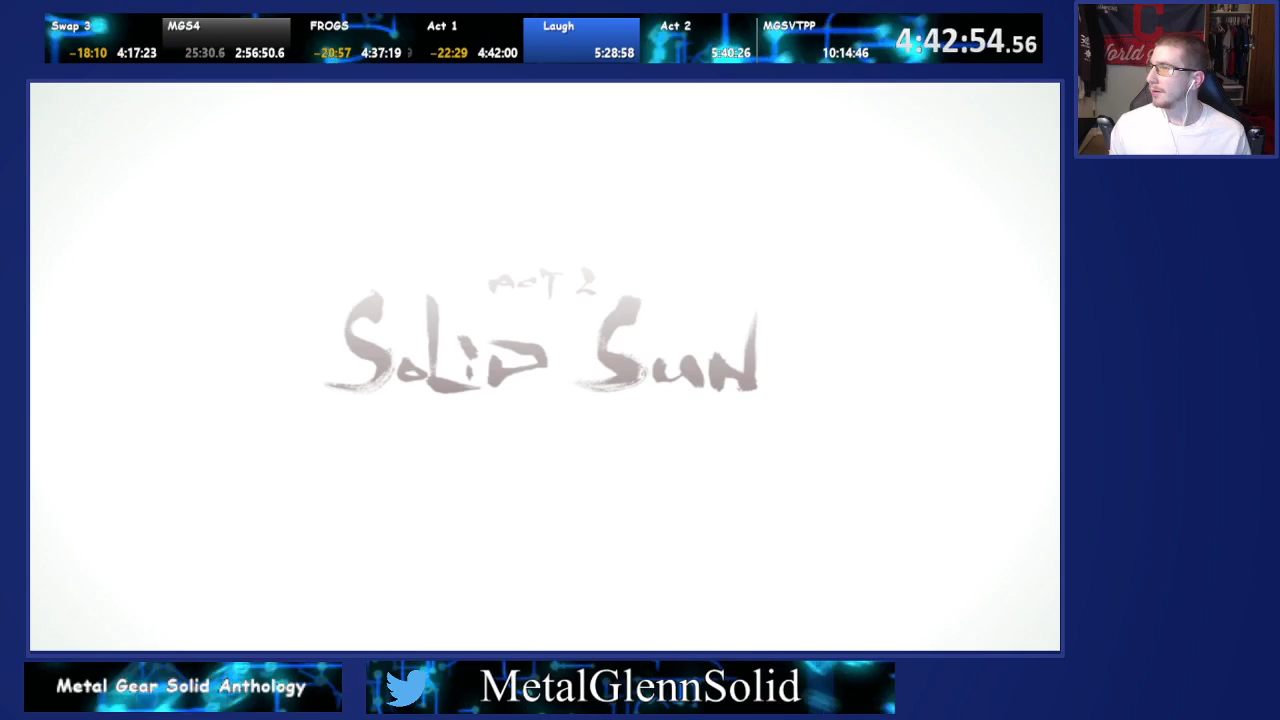 Swap 3
-18:10 4:17:23
MGS4
25:30.6 2:56:50.6
FROGS
-20:57 4:37:19
Act 1
-22:29 4:42:00
Laugh
5:28:58
Act 2
5:40:26
MGSVTPP
10:14:46
4:42:54.56
C
World
ACT 2
SOLID SUN
Metal Gear Solid Anthology
MetalGlennSolid